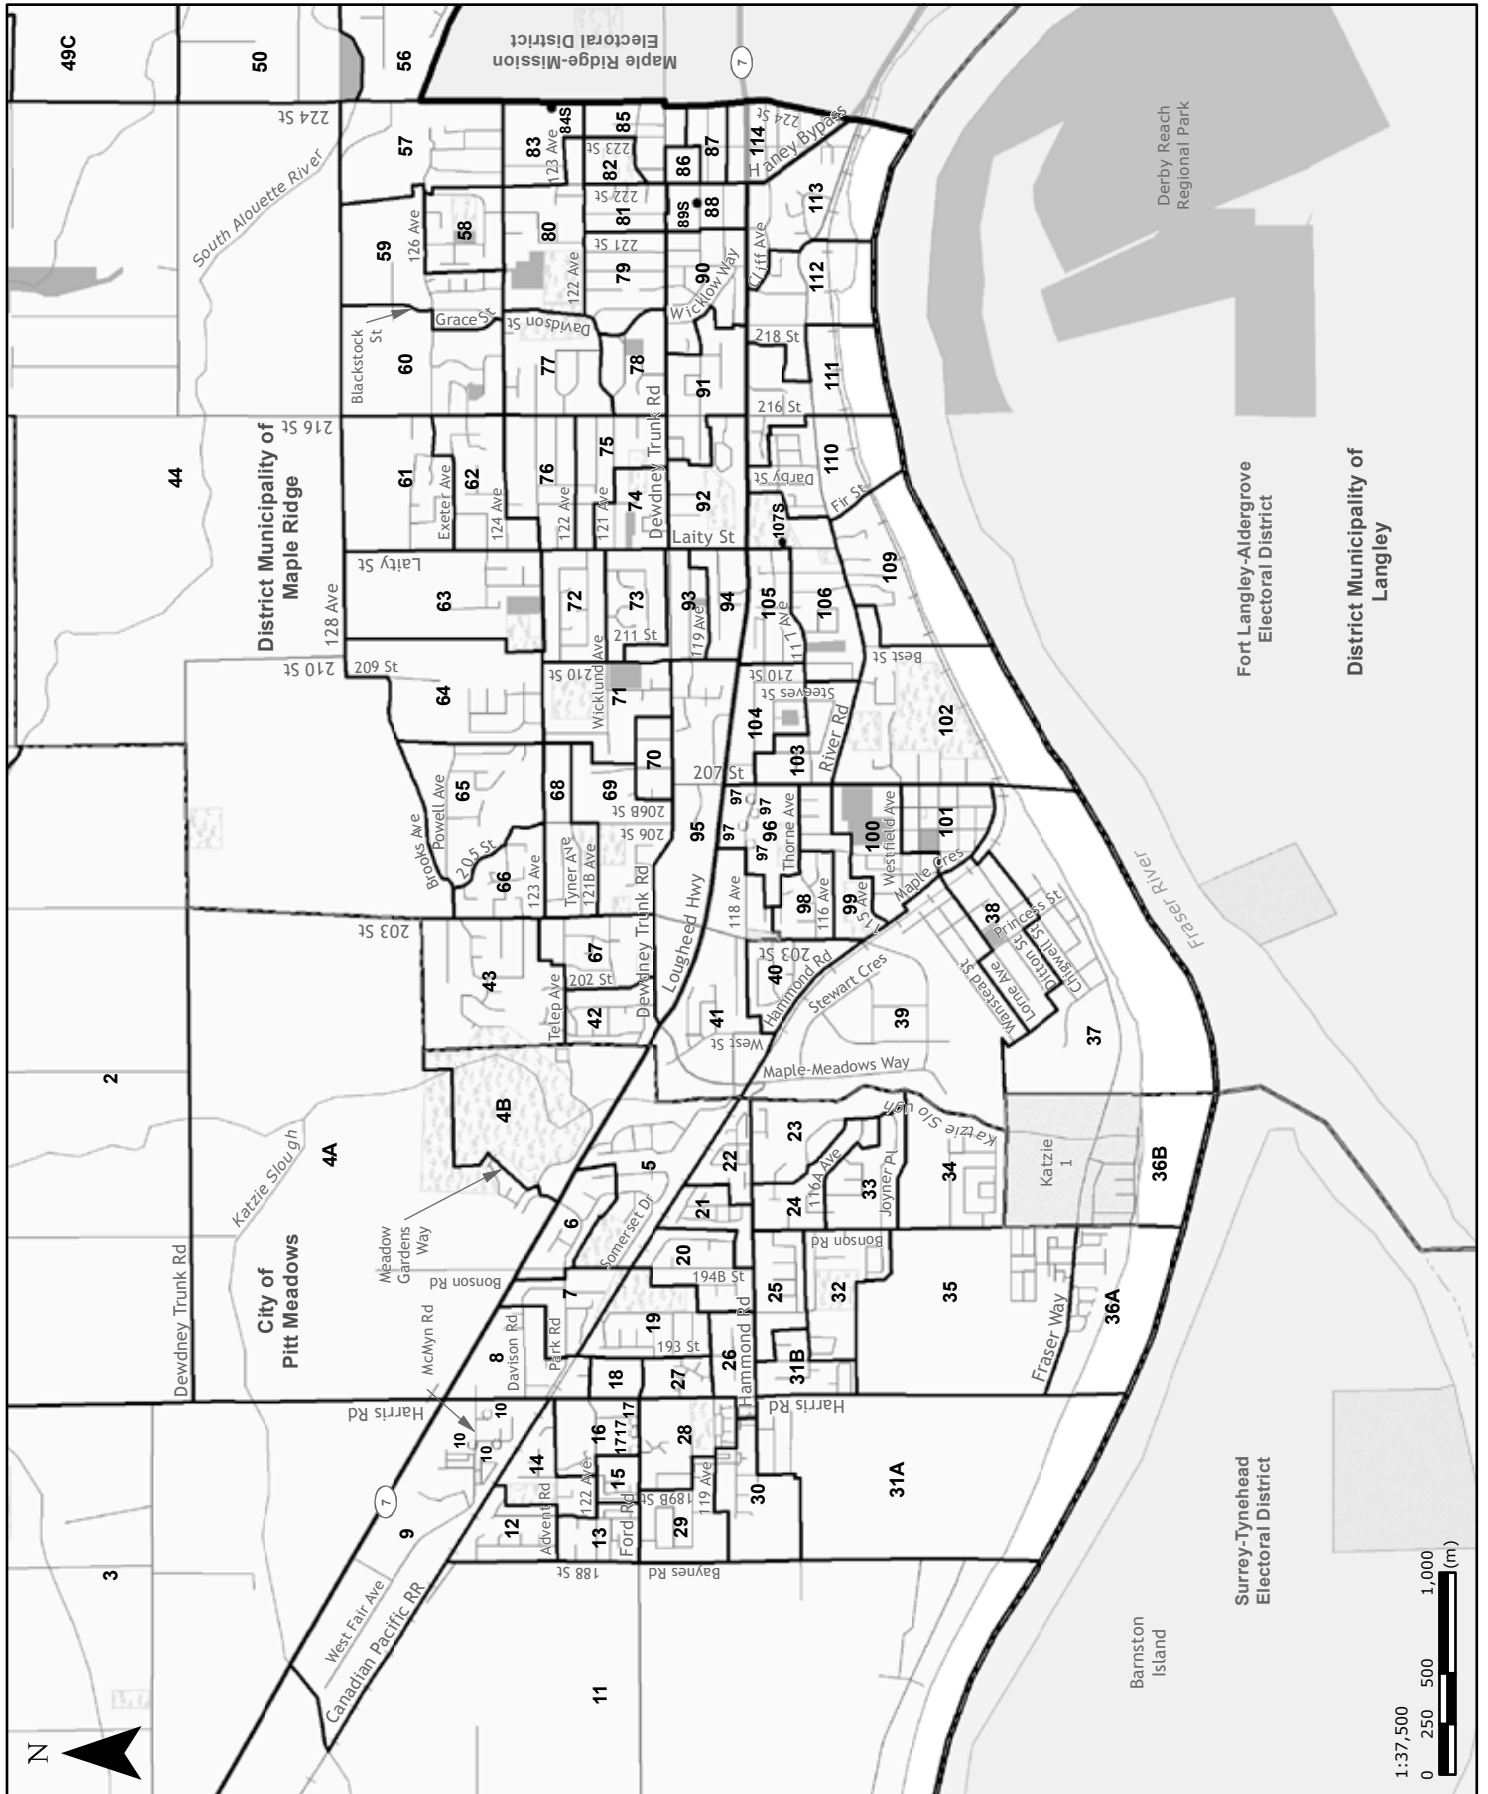 49C
50
56
Maple Ridge-Mission
Electoral District
7
224 St
57
83
84S
123 Ave
85
223 St
82
86
87
114
224 St
Haney Bypass
Derby Reach
Regional Park
South Alouette River
59
126 Ave
58
80
222 St
81
89S
88
113
221 St
79
122 Ave
90
Wicklow Way
Cliff Ave
112
Blackstock
St
Grace St
Davidson St
60
77
78
91
218 St
111
216 St
216 St
44
District Municipality of
Maple Ridge
61
Exeter Ave
62
124 Ave
76
122 Ave
75
121 Ave
74
Dewdney Trunk Rd
92
Laity St
Darby St
110
107S
Fir St
Fort Langley-Aldergrove
Electoral District
District Municipality of
Langley
128 Ave
Laity St
63
72
73
93
94
119 Ave
105
117 Ave
106
109
211 St
Best St
210 St
209 St
64
210 St
Wicklund Ave
71
210 St
Steeves St
104
103
River Rd
102
70
207 St
65
Powell Ave
Brooks Ave
68
69
206B St
206 St
205 St
66
123 Ave
Tyner Ave
121B Ave
95
97
97
97
97
96
Thorne Ave
100
Westfield Ave
101
Maple Cres
118 Ave
98
116 Ave
99
115 Ave
38
Princess St
Ditton St
Chigwell St
Lorne Ave
Wanstead St
Fraser River
203 St
43
67
202 St
Telep Ave
42
Dewdney Trunk Rd
Lougheed Hwy
41
West St
40
203 St
Hammond Rd
Stewart Cres
39
37
Maple-Meadows Way
2
4A
4B
Katzie Slough
Katzie Slough
Katzie
1
36B
5
23
22
24
116A Ave
33
Joyner Pl
34
21
6
Somerset Dr
20
Meadow
Gardens
Way
Bonson Rd
Bonson Rd
194B St
25
32
35
36A
Fraser Way
City of
Pitt Meadows
Dewdney Trunk Rd
McMyn Rd
7
8
Davison Rd
Park Rd
19
193 St
18
27
26
Hammond Rd
31B
Harris Rd
Harris Rd
10
10
10
14
16
17
17
17
28
15
122 Ave
Advent Rd
12
13
Ford Rd
189B St
119 Ave
29
30
31A
188 St
Baynes Rd
7
9
3
West Fair Ave
Canadian Pacific RR
11
Surrey-Tynehead
Electoral District
Barnston
Island
N
1:37,500
0 250 500 1,000
(m)